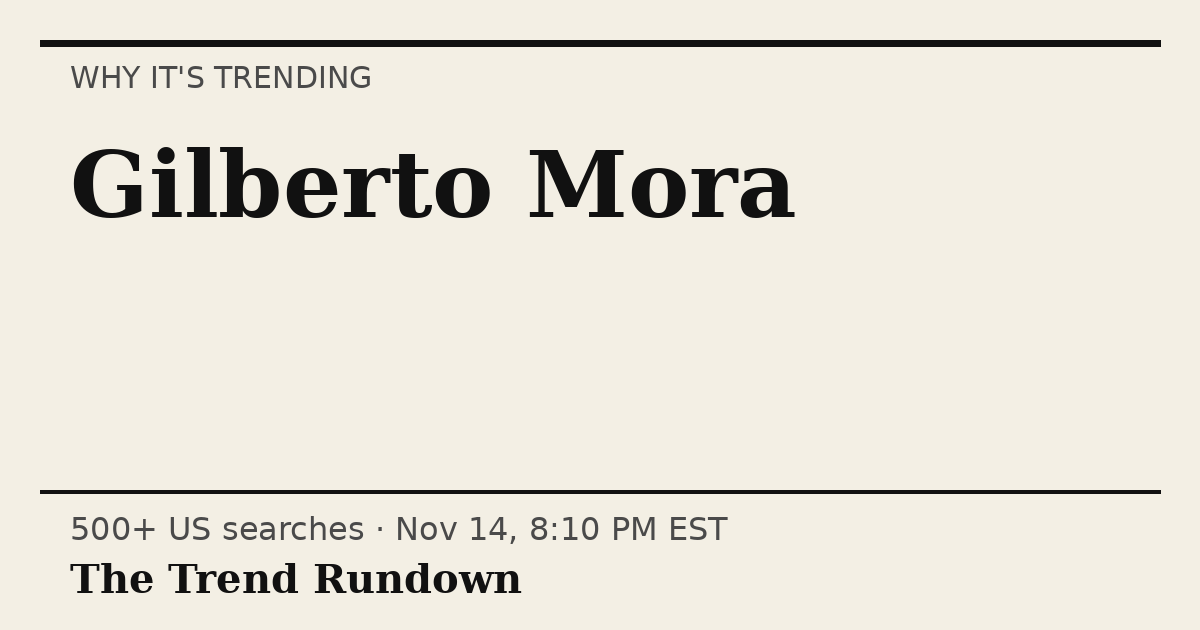 WHY IT'S TRENDING
Gilberto Mora
500+ US searches · Nov 14, 8:10 PM EST
The Trend Rundown